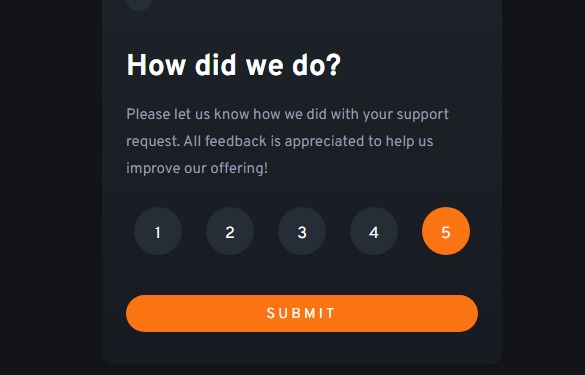 How did we do?
Please let us know how we did with your support
request. All feedback is appreciated to help us
improve our offering!
1 2 3 4 5
SUBMIT